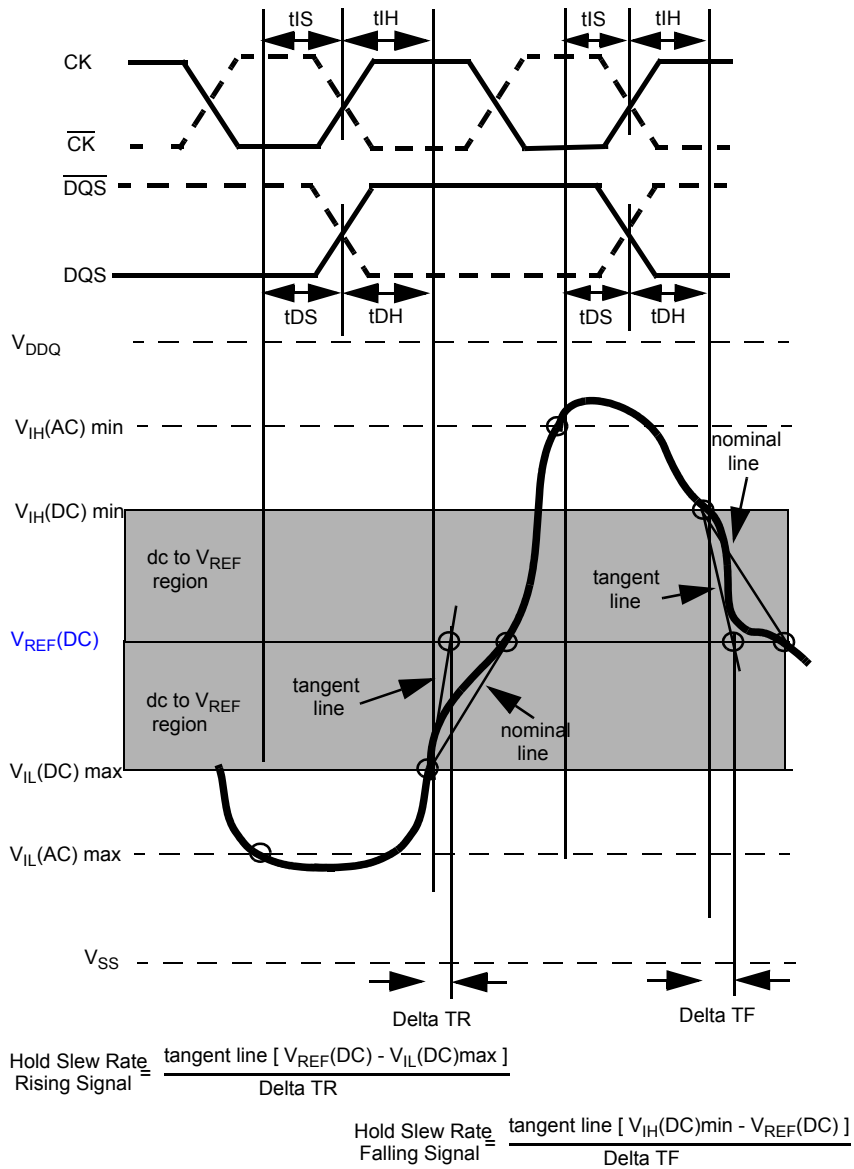 tIS tIH tIS tIH
CK
CK
DQS
DQS
tDS tDH tDS tDH
VDDQ
VIH(AC) min
nominal
line
VIH(DC) min
dc to VREF
region
tangent
line
VREF(DC)
dc to VREF
region
tangent
line
nominal
line
VIL(DC) max
VIL(AC) max
VSS
Delta TR
Delta TF
Hold Slew Rate
Rising Signal
=
tangent line [ VREF(DC) - VIL(DC)max ]
Delta TR
Hold Slew Rate
Falling Signal
=
tangent line [ VIH(DC)min - VREF(DC) ]
Delta TF